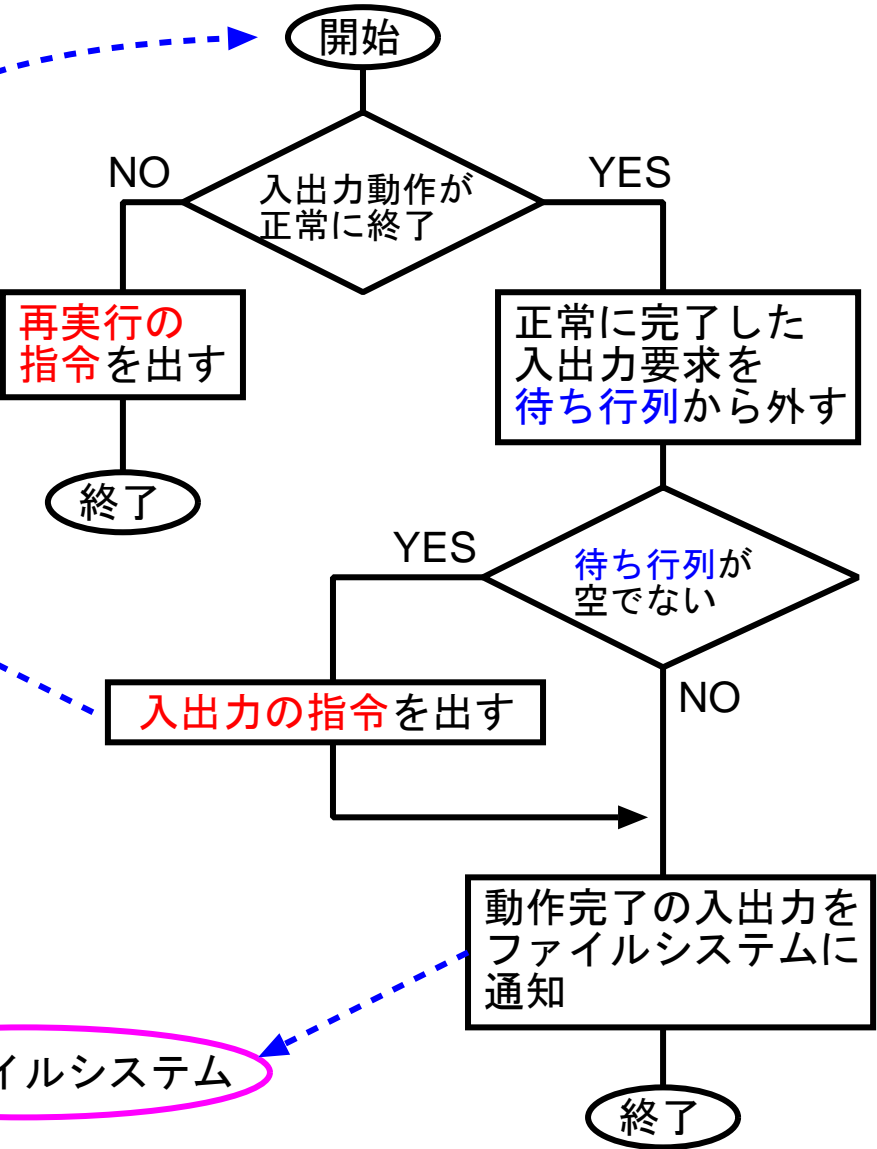 開始
NO
YES
入出力動作が
正常に終了
再実行の
指令を出す
正常に完了した
入出力要求を
待ち行列から外す
終了
YES
待ち行列が
空でない
入出力の指令を出す
NO
動作完了の入出力を
ファイルシステムに
通知
イルシステム
終了